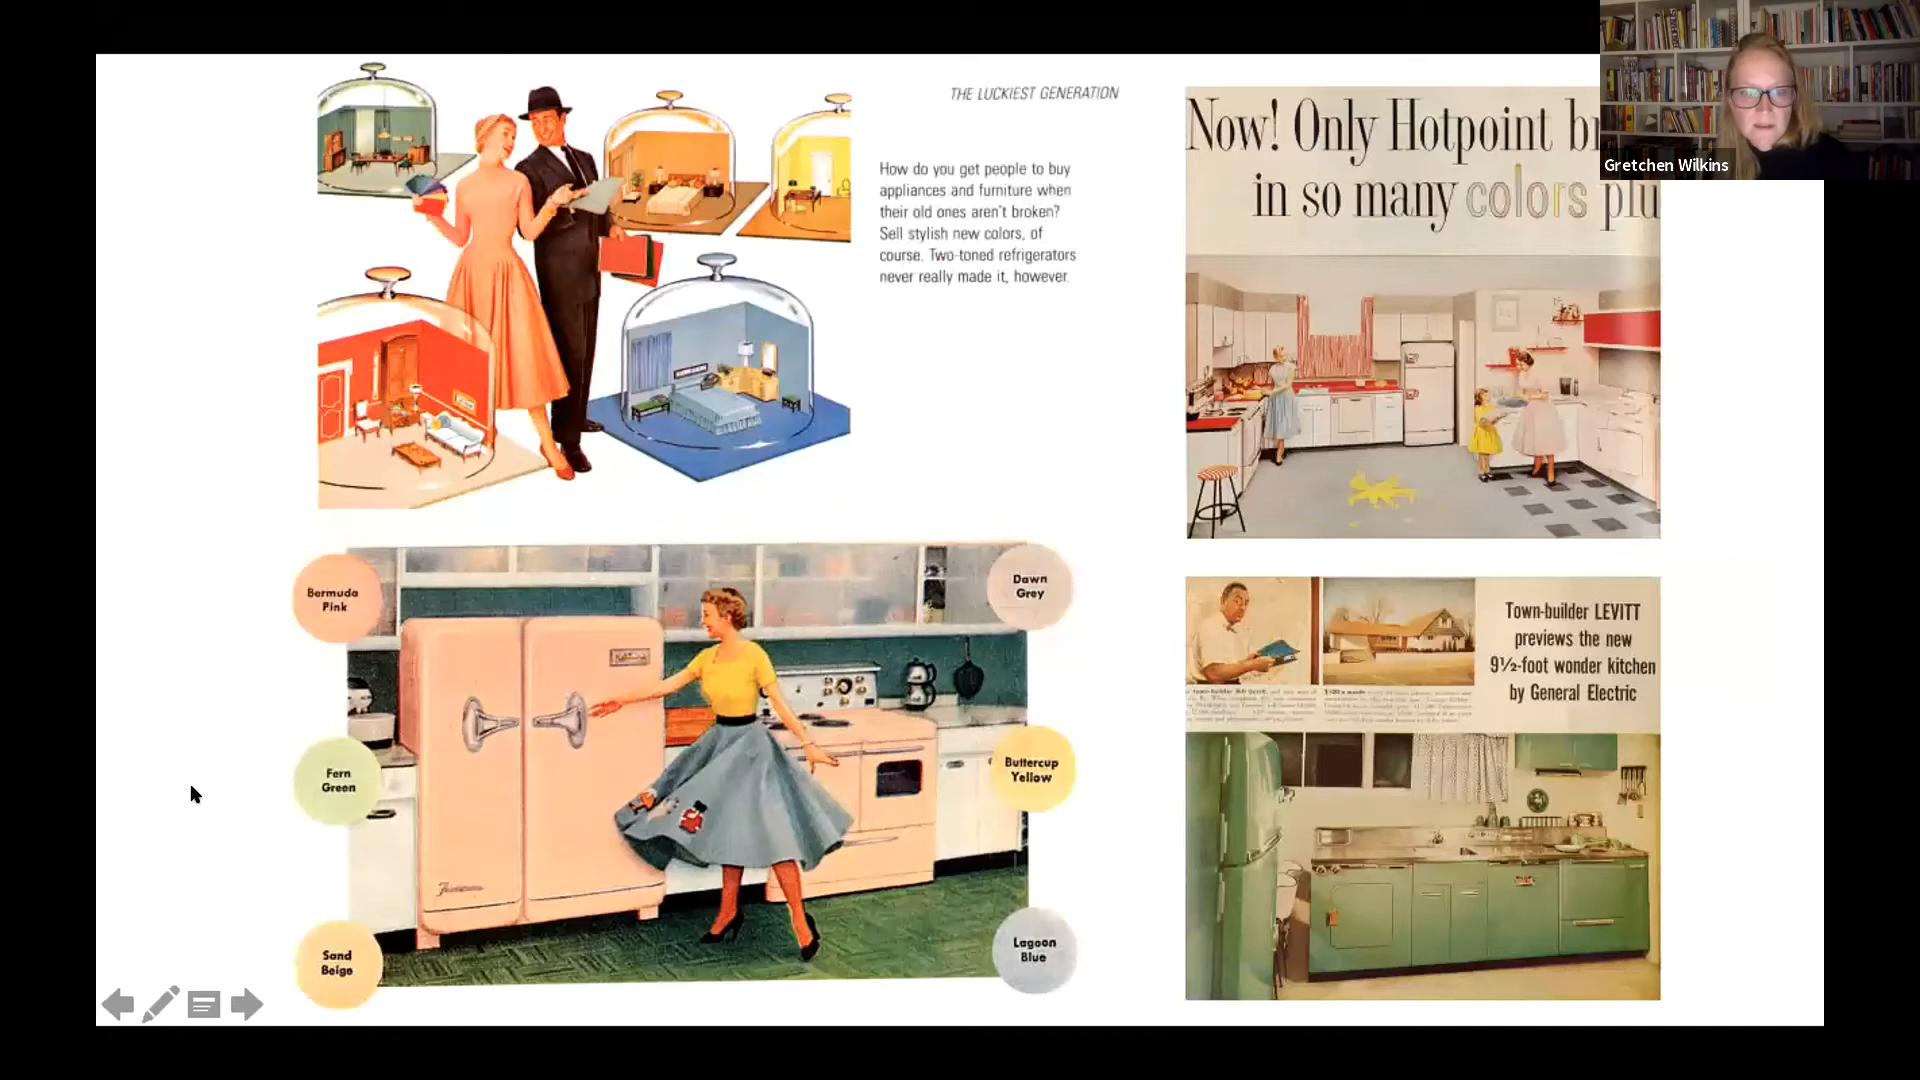 THE LUCKIEST GENERATION
How do you get people to buy
appliances and furniture when
their old ones aren't broken?
Sell stylish new colors, of
course. Two-toned refrigerators
never really made it, however.
Now! Only Hotpoint br
in so many colors plu
Gretchen Wilkins
Bermuda
Pink
Dawn
Grey
Fern
Green
Buttercup
Yellow
Sand
Beige
Lagoon
Blue
Town-builder LEVITT
previews the new
9½-foot wonder kitchen
by General Electric